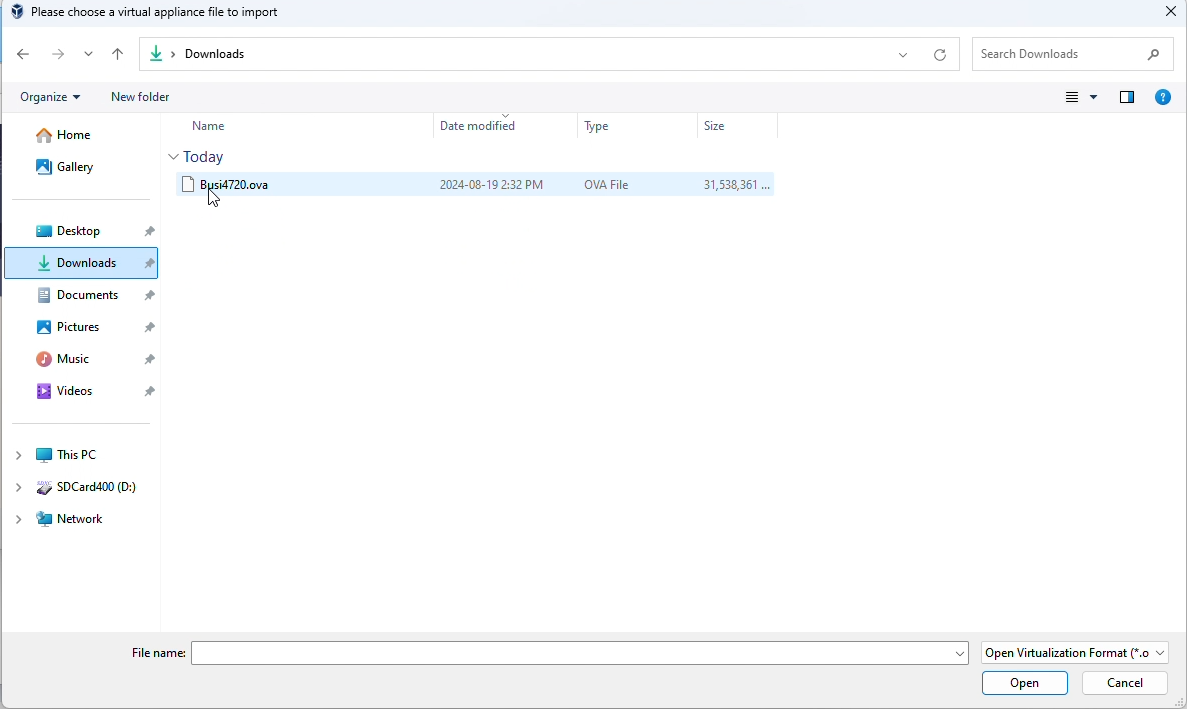 Please choose a virtual appliance file to import
Downloads
Search Downloads
Organize
New folder
Name
Date modified
Type
Size
Home
Gallery
Today
Busi4720.ova
2024-08-19 2:32 PM
OVA File
31,538,361 ...
Desktop
Downloads
Documents
Pictures
Music
Videos
This PC
SDCard400 (D:)
Network
File name:
Open Virtualization Format (*.o
Open
Cancel